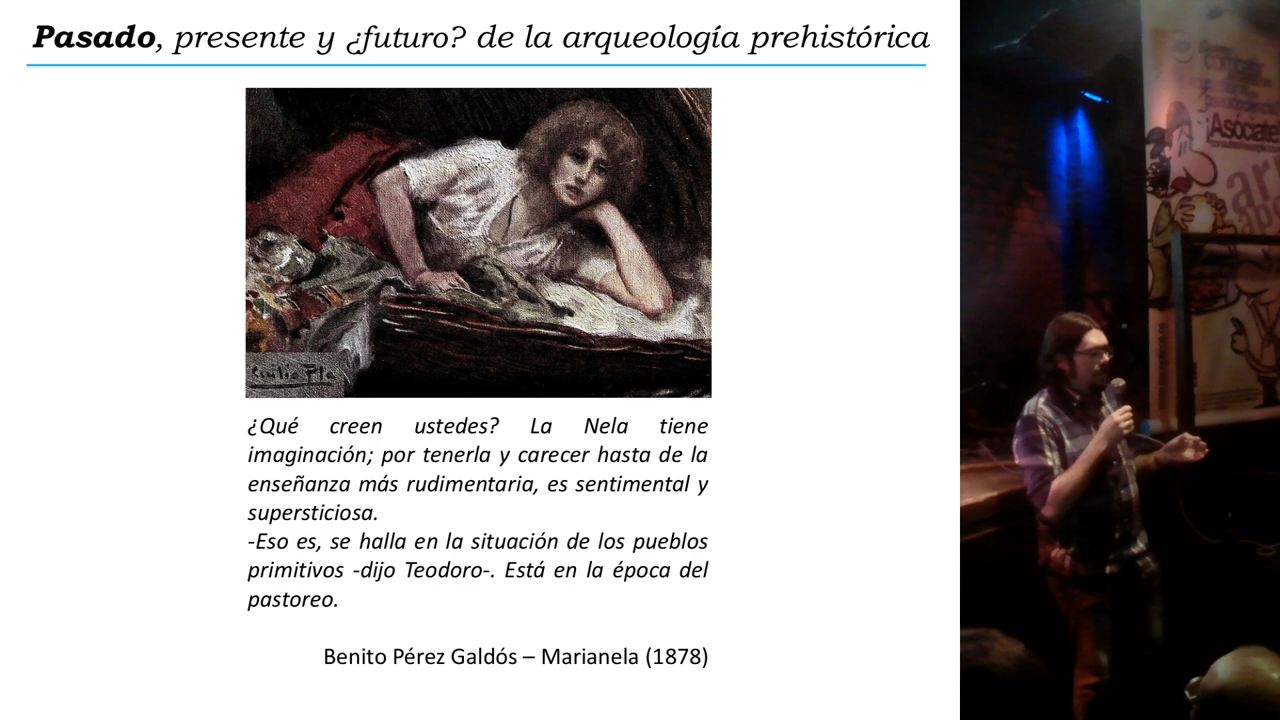 Pasado, presente y ¿futuro? de la arqueología prehistórica
¿Qué creen ustedes? La Nela tiene
imaginación; por tenerla y carecer hasta de la
enseñanza más rudimentaria, es sentimental y
supersticiosa.
-Eso es, se halla en la situación de los pueblos
primitivos -dijo Teodoro-. Está en la época del
pastoreo.
Benito Pérez Galdós – Marianela (1878)
¡Asóciate!